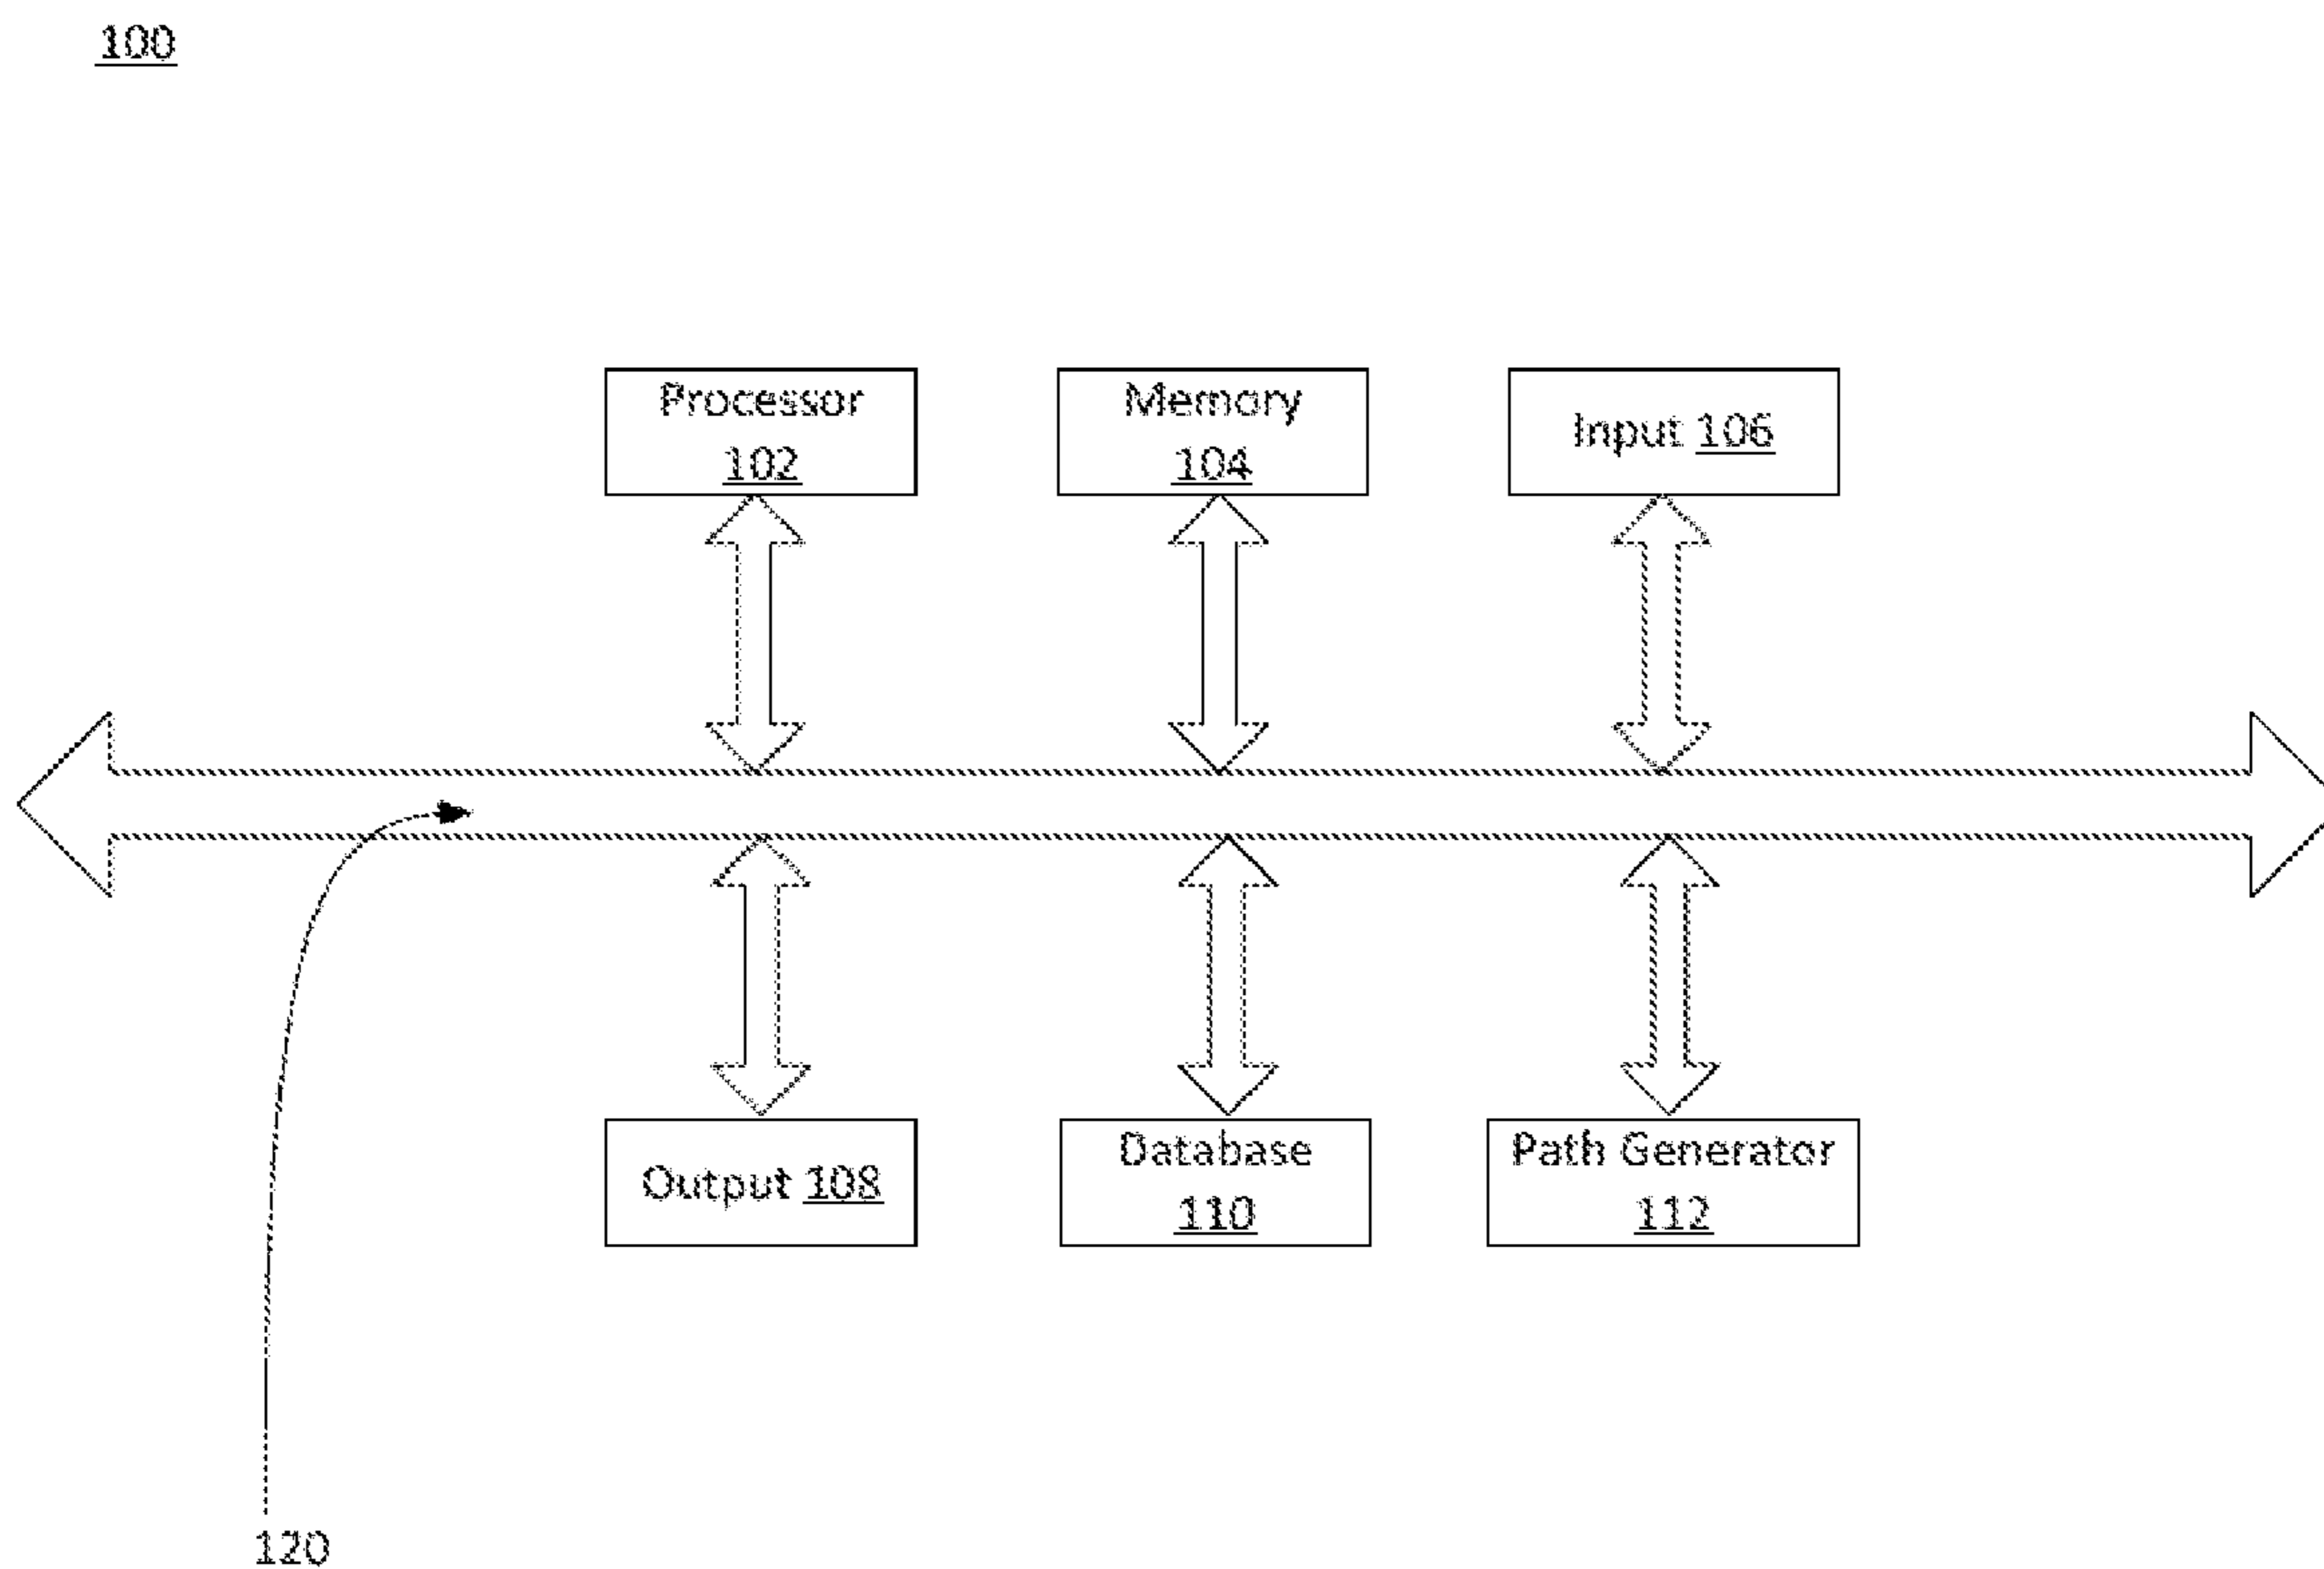 100
Processor
102
Memory
104
Input 106
Output 108
Database
110
Path Generator
112
120